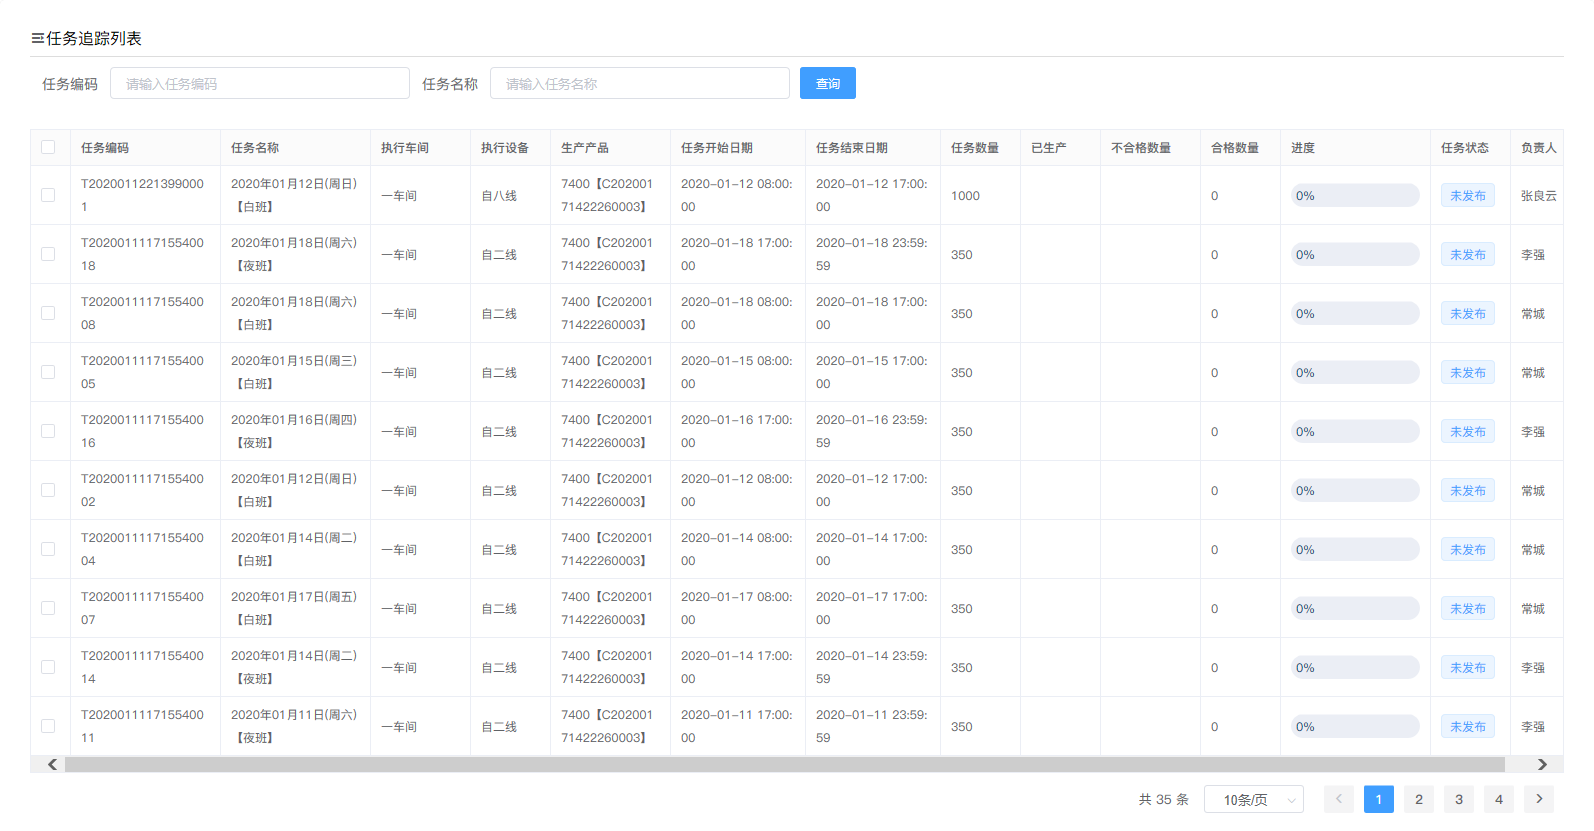 任务追踪列表
任务编码 请输入任务编码 任务名称 请输入任务名称 查询
任务编码 任务名称 执行车间 执行设备 生产产品 任务开始日期 任务结束日期 任务数量 已生产 不合格数量 合格数量 进度 任务状态 负责人
T2020011221399000 2020年01月12日(周日) 7400【C202001 2020-01-12 08:00: 2020-01-12 17:00:
一车间 自八线 1000 0 0% 未发布 张良云
1 【白班】 71422260003】 00 00
T2020011117155400 2020年01月18日(周六) 7400【C202001 2020-01-18 17:00: 2020-01-18 23:59:
一车间 自二线 350 0 0% 未发布 李强
18 【夜班】 71422260003】 00 59
T2020011117155400 2020年01月18日(周六) 7400【C202001 2020-01-18 08:00: 2020-01-18 17:00:
一车间 自二线 350 0 0% 未发布 常城
08 【白班】 71422260003】 00 00
T2020011117155400 2020年01月15日(周三) 7400【C202001 2020-01-15 08:00: 2020-01-15 17:00:
一车间 自二线 350 0 0% 未发布 常城
05 【白班】 71422260003】 00 00
T2020011117155400 2020年01月16日(周四) 7400【C202001 2020-01-16 17:00: 2020-01-16 23:59:
一车间 自二线 350 0 0% 未发布 李强
16 【夜班】 71422260003】 00 59
T2020011117155400 2020年01月12日(周日) 7400【C202001 2020-01-12 08:00: 2020-01-12 17:00:
一车间 自二线 350 0 0% 未发布 常城
02 【白班】 71422260003】 00 00
T2020011117155400 2020年01月14日(周二) 7400【C202001 2020-01-14 08:00: 2020-01-14 17:00:
一车间 自二线 350 0 0% 未发布 常城
04 【白班】 71422260003】 00 00
T2020011117155400 2020年01月17日(周五) 7400【C202001 2020-01-17 08:00: 2020-01-17 17:00:
一车间 自二线 350 0 0% 未发布 常城
07 【白班】 71422260003】 00 00
T2020011117155400 2020年01月14日(周二) 7400【C202001 2020-01-14 17:00: 2020-01-14 23:59:
一车间 自二线 350 0 0% 未发布 李强
14 【夜班】 71422260003】 00 59
T2020011117155400 2020年01月11日(周六) 7400【C202001 2020-01-11 17:00: 2020-01-11 23:59:
一车间 自二线 350 0 0% 未发布 李强
11 【夜班】 71422260003】 00 59
共 35 条 10条/页 1 2 3 4